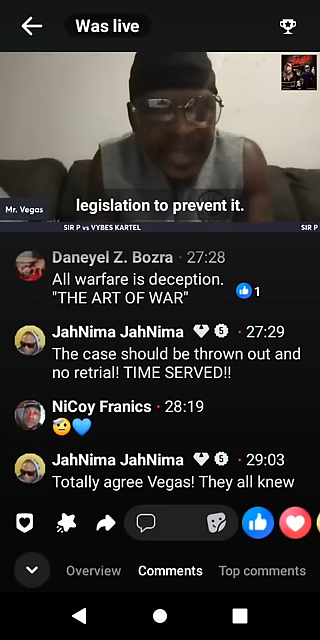 Was live
legislation to prevent it.
Mr. Vegas
SIR P vs VYBES KARTEL
SIR P
Daneyel Z. Bozra · 27:28
All warfare is deception.
"THE ART OF WAR"
1
JahNima JahNima 5 · 27:29
The case should be thrown out and
no retrial! TIME SERVED!!
NiCoy Franics · 28:19
JahNima JahNima 5 · 29:03
Totally agree Vegas! They all knew
Overview
Comments
Top comments